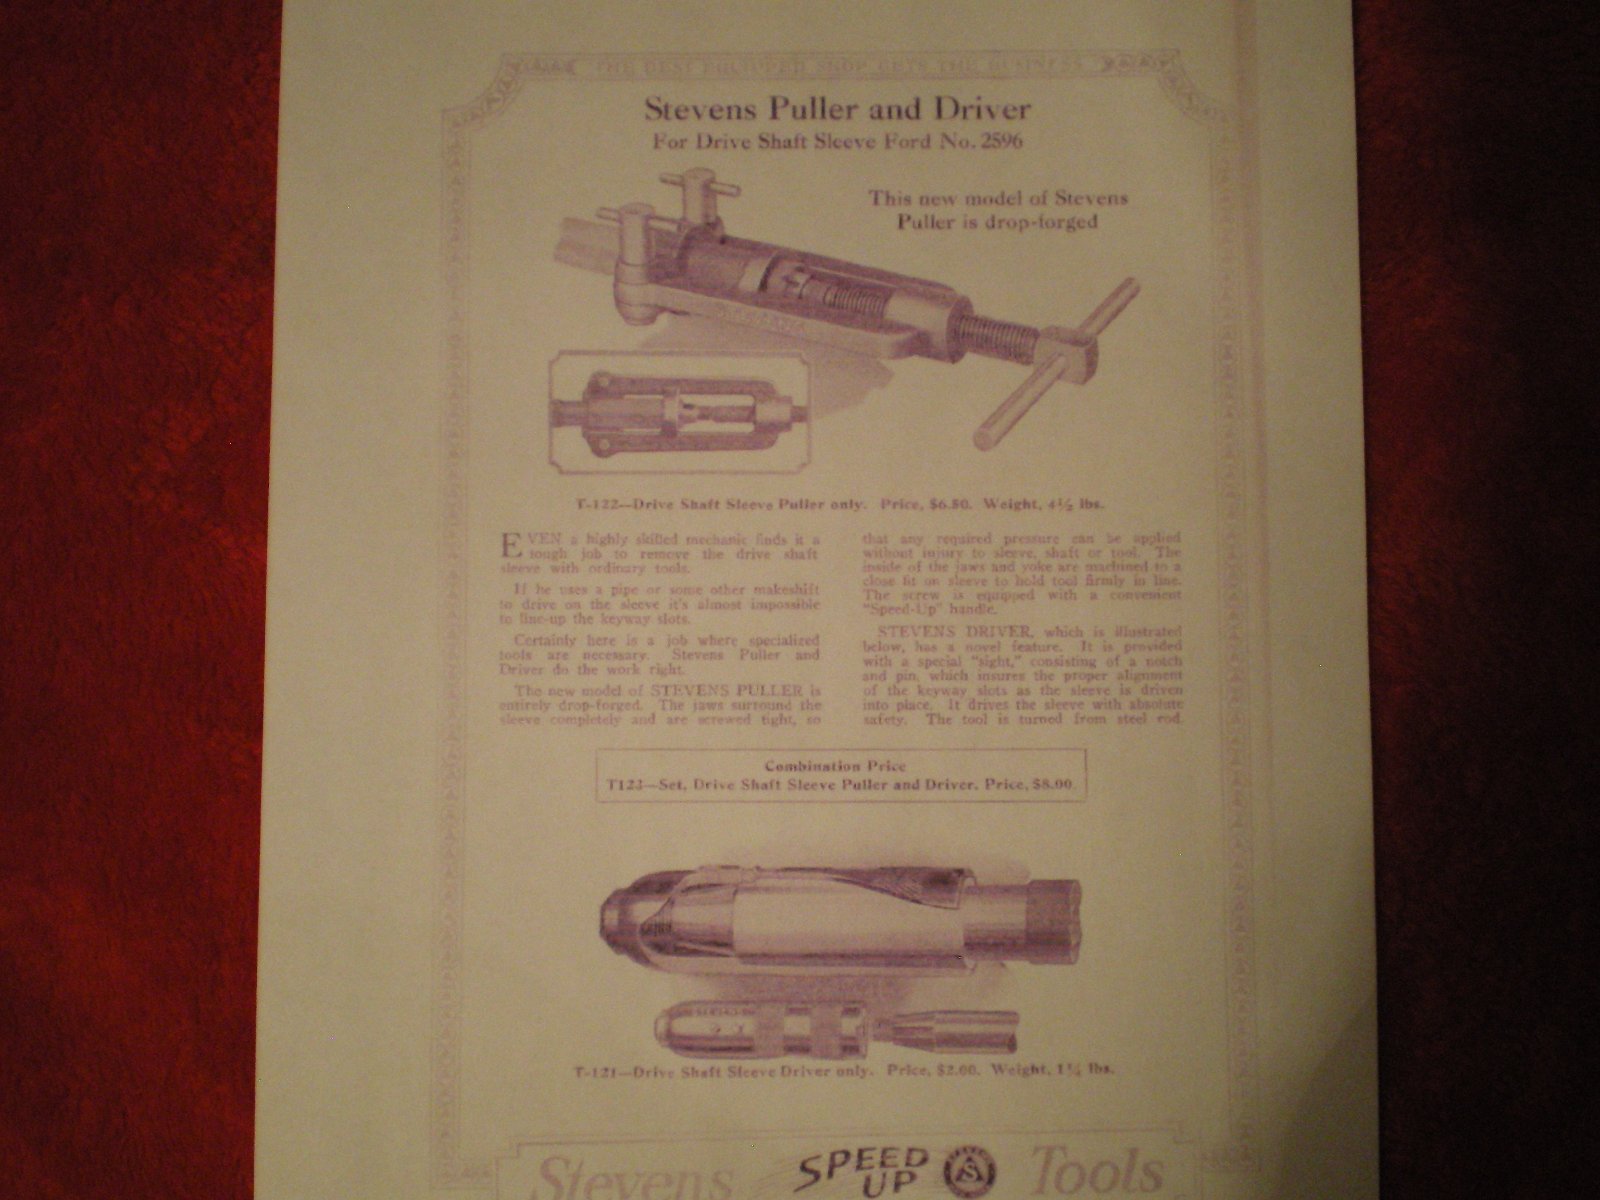 THE BEST EQUIPPED SHOP GETS THE BUSINESS
Stevens Puller and Driver
For Drive Shaft Sleeve Ford No. 2596
This new model of Stevens
Puller is drop-forged
T-122—Drive Shaft Sleeve Puller only. Price, $6.50. Weight, 4½ lbs.
EVEN a highly skilled mechanic finds it a
tough job to remove the drive shaft
sleeve with ordinary tools.
If he uses a pipe or some other makeshift
to drive on the sleeve it's almost impossible
to line-up the keyway slots.
Certainly here is a job where specialized
tools are necessary. Stevens Puller and
Driver do the work right.
The new model of STEVENS PULLER is
entirely drop-forged. The jaws surround the
sleeve completely and are screwed tight, so
that any required pressure can be applied
without injury to sleeve, shaft or tool. The
inside of the jaws and yoke are machined to a
close fit on sleeve to hold tool firmly in line.
The screw is equipped with a convenient
"Speed-Up" handle.
STEVENS DRIVER, which is illustrated
below, has a novel feature. It is provided
with a special "sight," consisting of a notch
and pin, which insures the proper alignment
of the keyway slots as the sleeve is driven
into place. It drives the sleeve with absolute
safety. The tool is turned from steel rod.
Combination Price
T123—Set, Drive Shaft Sleeve Puller and Driver. Price, $8.00.
T-121—Drive Shaft Sleeve Driver only. Price, $2.00. Weight, 1¼ lbs.
Stevens SPEED UP Tools